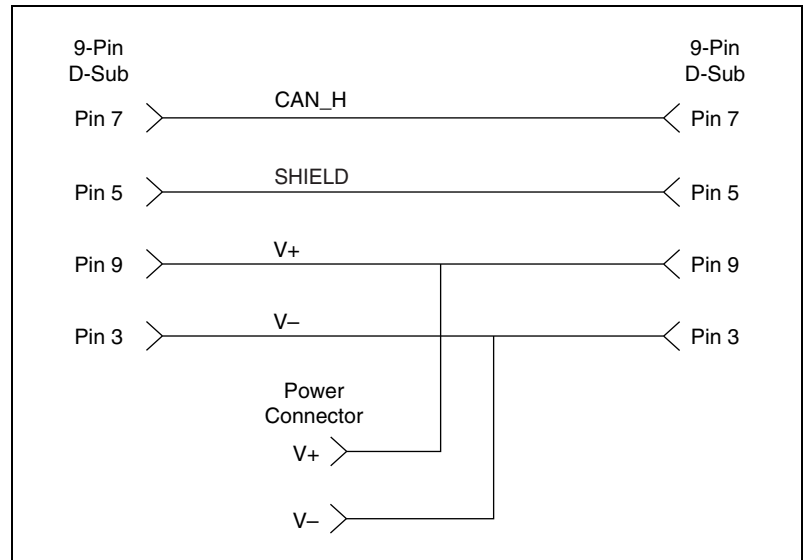 9-Pin
D-Sub
9-Pin
D-Sub
Pin 7
CAN_H
Pin 7
Pin 5
SHIELD
Pin 5
Pin 9
V+
Pin 9
Pin 3
V–
Pin 3
Power
Connector
V+
V–